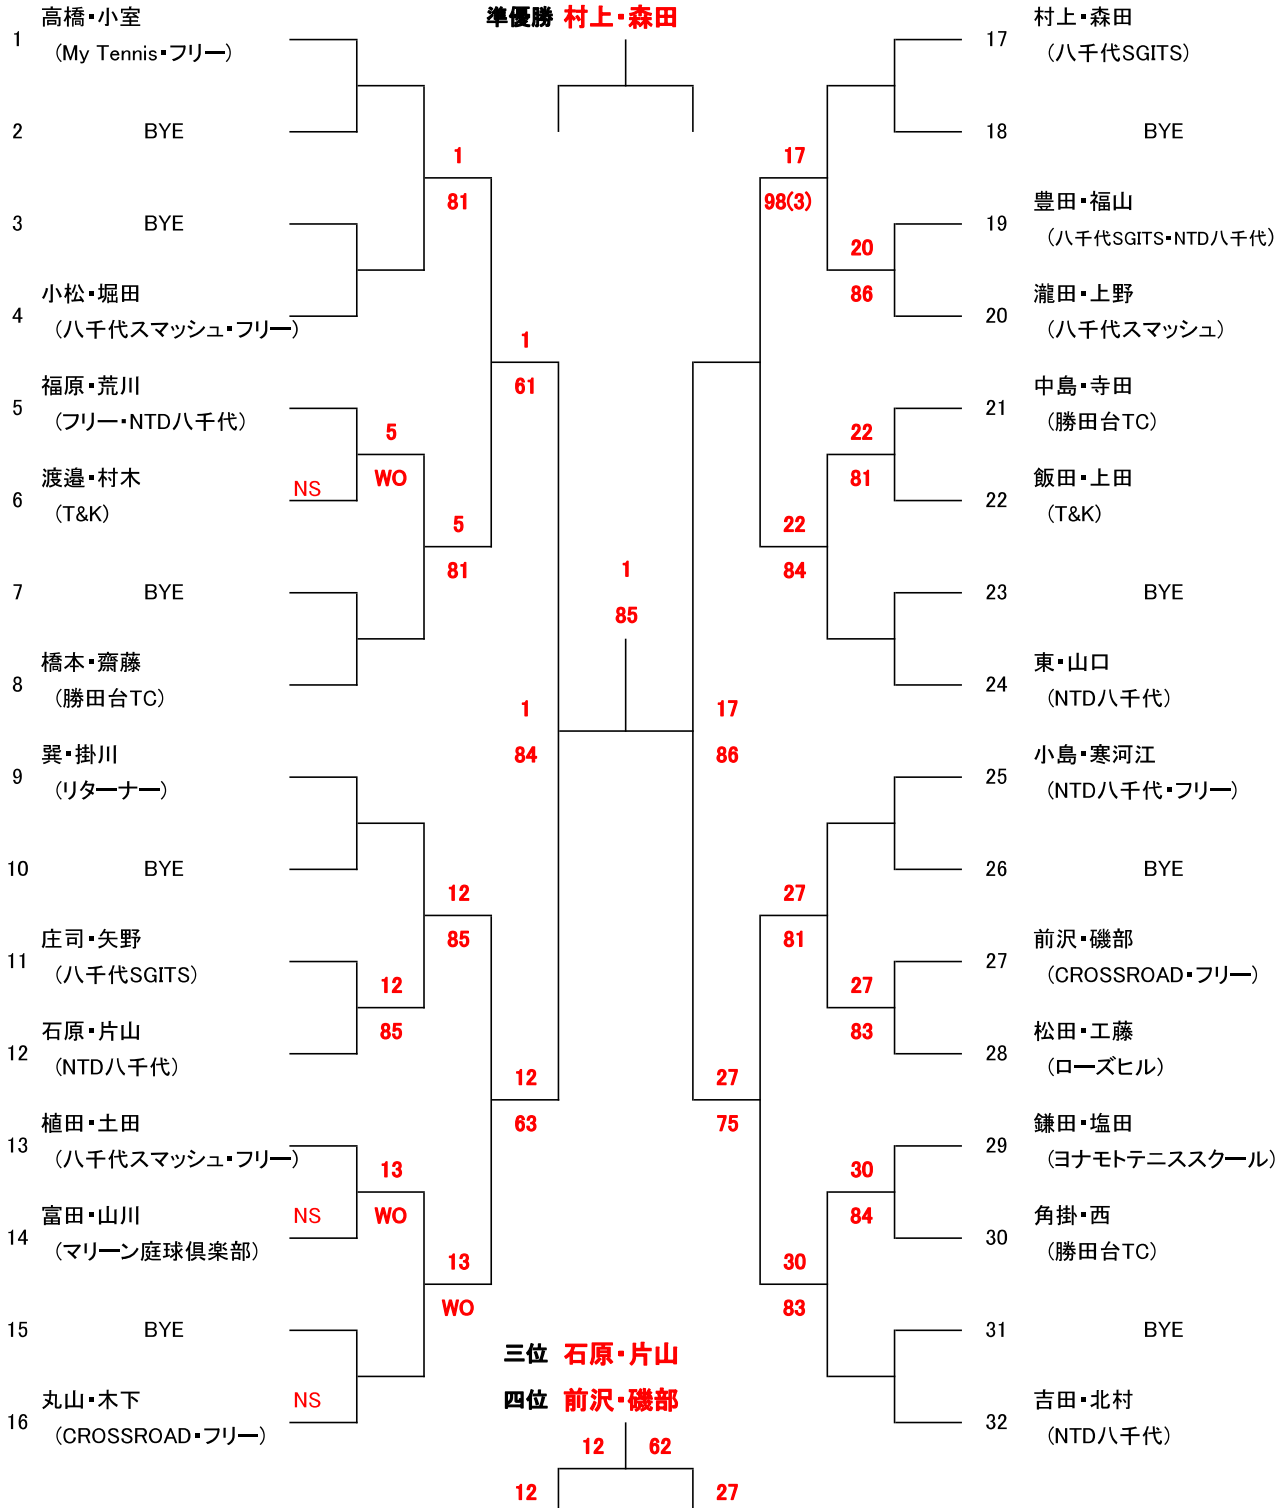 準優勝 村上・森田
1 高橋・小室
(My Tennis・フリー)
2 BYE
1
81
3 BYE
4 小松・堀田
(八千代スマッシュ・フリー)
1
61
5 福原・荒川
(フリー・NTD八千代)
5
WO
6 渡邉・村木
(T&K)
NS
5
81
7 BYE
8 橋本・齋藤
(勝田台TC)
1
84
9 巽・掛川
(リターナー)
10 BYE
12
85
11 庄司・矢野
(八千代SGITS)
12
85
12 石原・片山
(NTD八千代)
12
63
13 植田・土田
(八千代スマッシュ・フリー)
13
WO
14 富田・山川
(マリーン庭球倶楽部)
NS
13
WO
15 BYE
16 丸山・木下
(CROSSROAD・フリー)
NS
1
85
17 村上・森田
(八千代SGITS)
18 BYE
17
98(3)
19 豊田・福山
(八千代SGITS・NTD八千代)
20
86
20 瀧田・上野
(八千代スマッシュ)
21 中島・寺田
(勝田台TC)
22
81
22 飯田・上田
(T&K)
22
84
23 BYE
24 東・山口
(NTD八千代)
17
86
25 小島・寒河江
(NTD八千代・フリー)
26 BYE
27
81
27 前沢・磯部
(CROSSROAD・フリー)
27
83
28 松田・工藤
(ローズヒル)
27
75
29 鎌田・塩田
(ヨナモトテニススクール)
30
84
30 角掛・西
(勝田台TC)
30
83
31 BYE
32 吉田・北村
(NTD八千代)
三位 石原・片山
四位 前沢・磯部
12 62
12 27